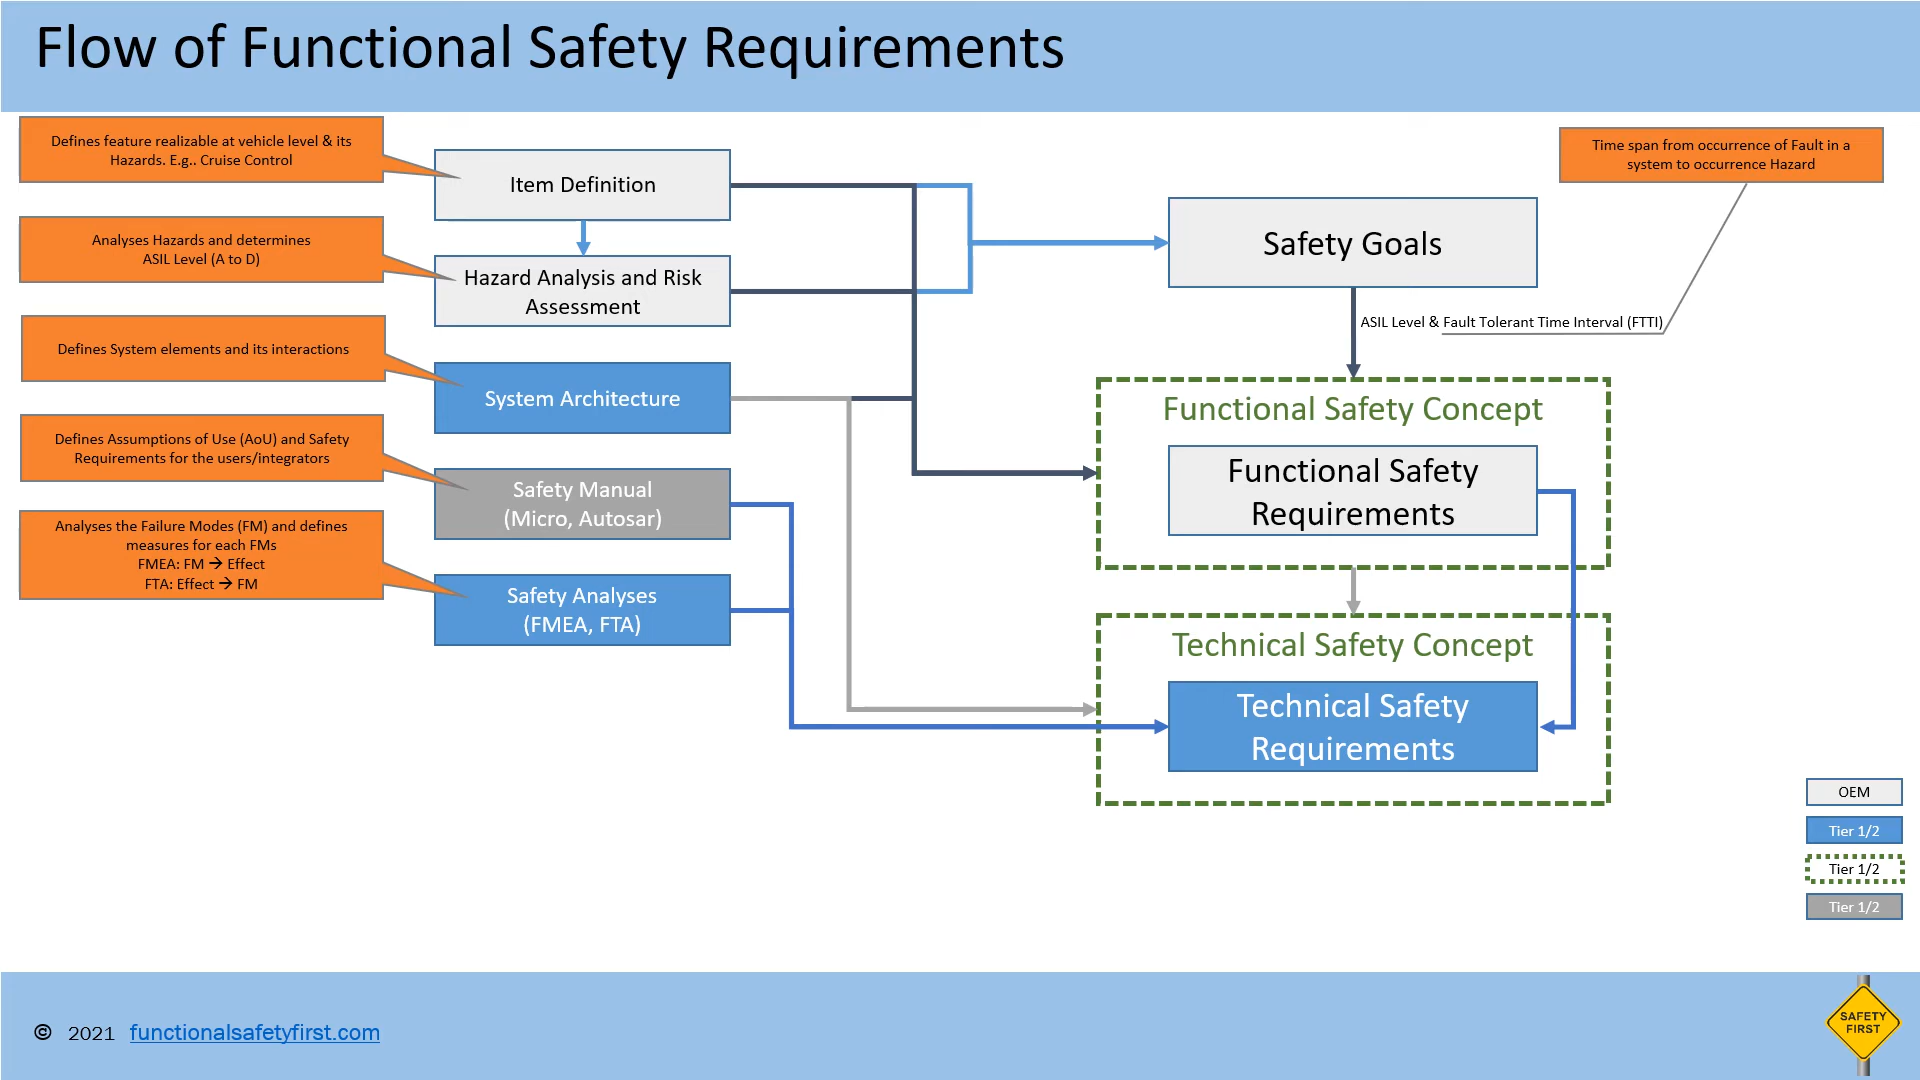 Flow of Functional Safety Requirements
Defines feature realizable at vehicle level & its
Hazards. E.g.. Cruise Control
Analyses Hazards and determines
ASIL Level (A to D)
Defines System elements and its interactions
Defines Assumptions of Use (AoU) and Safety
Requirements for the users/integrators
Analyses the Failure Modes (FM) and defines
measures for each FMs
FMEA: FM → Effect
FTA: Effect → FM
Item Definition
Hazard Analysis and Risk
Assessment
System Architecture
Safety Manual
(Micro, Autosar)
Safety Analyses
(FMEA, FTA)
Time span from occurrence of Fault in a
system to occurrence Hazard
Safety Goals
ASIL Level & Fault Tolerant Time Interval (FTTI)
Functional Safety Concept
Functional Safety
Requirements
Technical Safety Concept
Technical Safety
Requirements
OEM
Tier 1/2
Tier 1/2
Tier 1/2
© 2021 functionalsafetyfirst.com
SAFETY
FIRST